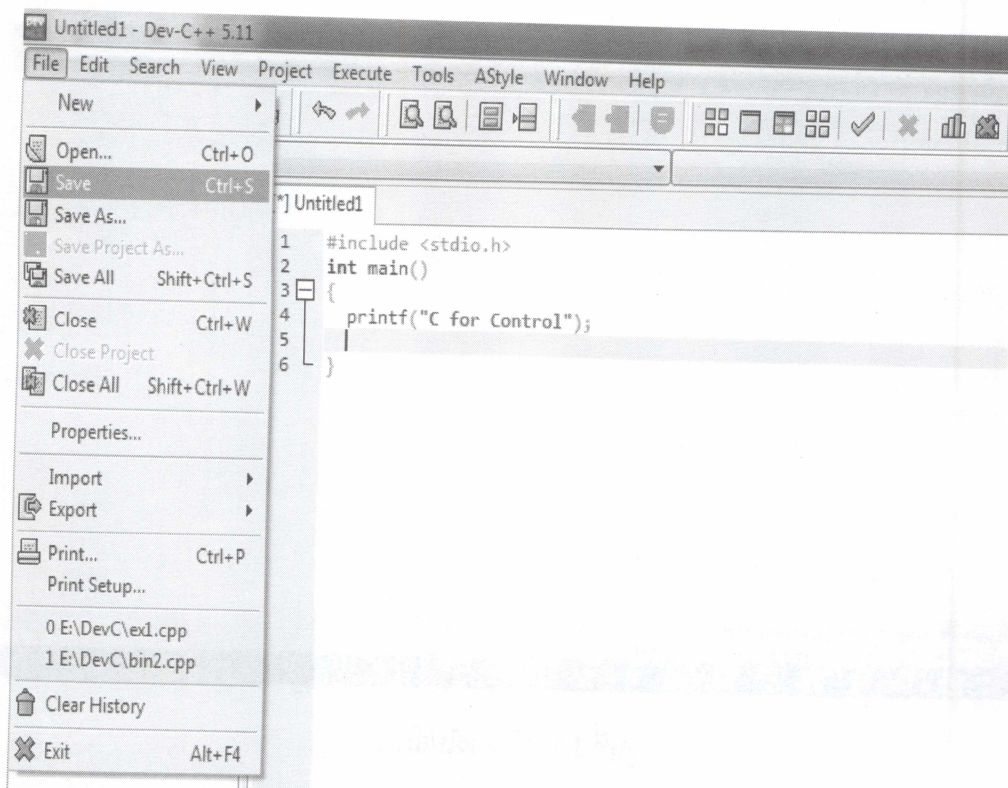 Untitled1 - Dev-C++ 5.11
File Edit Search View Project Execute Tools AStyle Window Help
New
Open... Ctrl+O
Save Ctrl+S
Save As...
Save Project As...
Save All Shift+Ctrl+S
Close Ctrl+W
Close Project
Close All Shift+Ctrl+W
Properties...
Import
Export
Print... Ctrl+P
Print Setup...
0 E:\DevC\ex1.cpp
1 E:\DevC\bin2.cpp
Clear History
Exit Alt+F4
*] Untitled1
1 #include <stdio.h>
2 int main()
3 {
4 printf("C for Control");
5
6 }